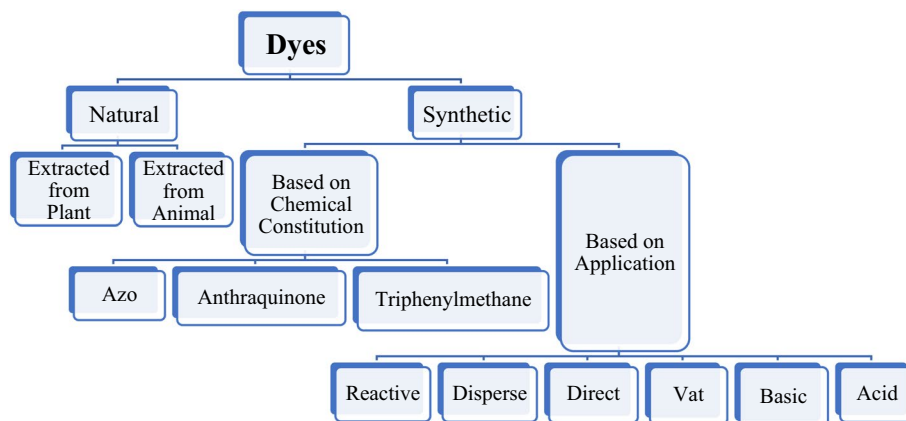 Dyes
Natural
Synthetic
Extracted
from
Plant
Extracted
from
Animal
Based on
Chemical
Constitution
Based on
Application
Azo
Anthraquinone
Triphenylmethane
Reactive
Disperse
Direct
Vat
Basic
Acid